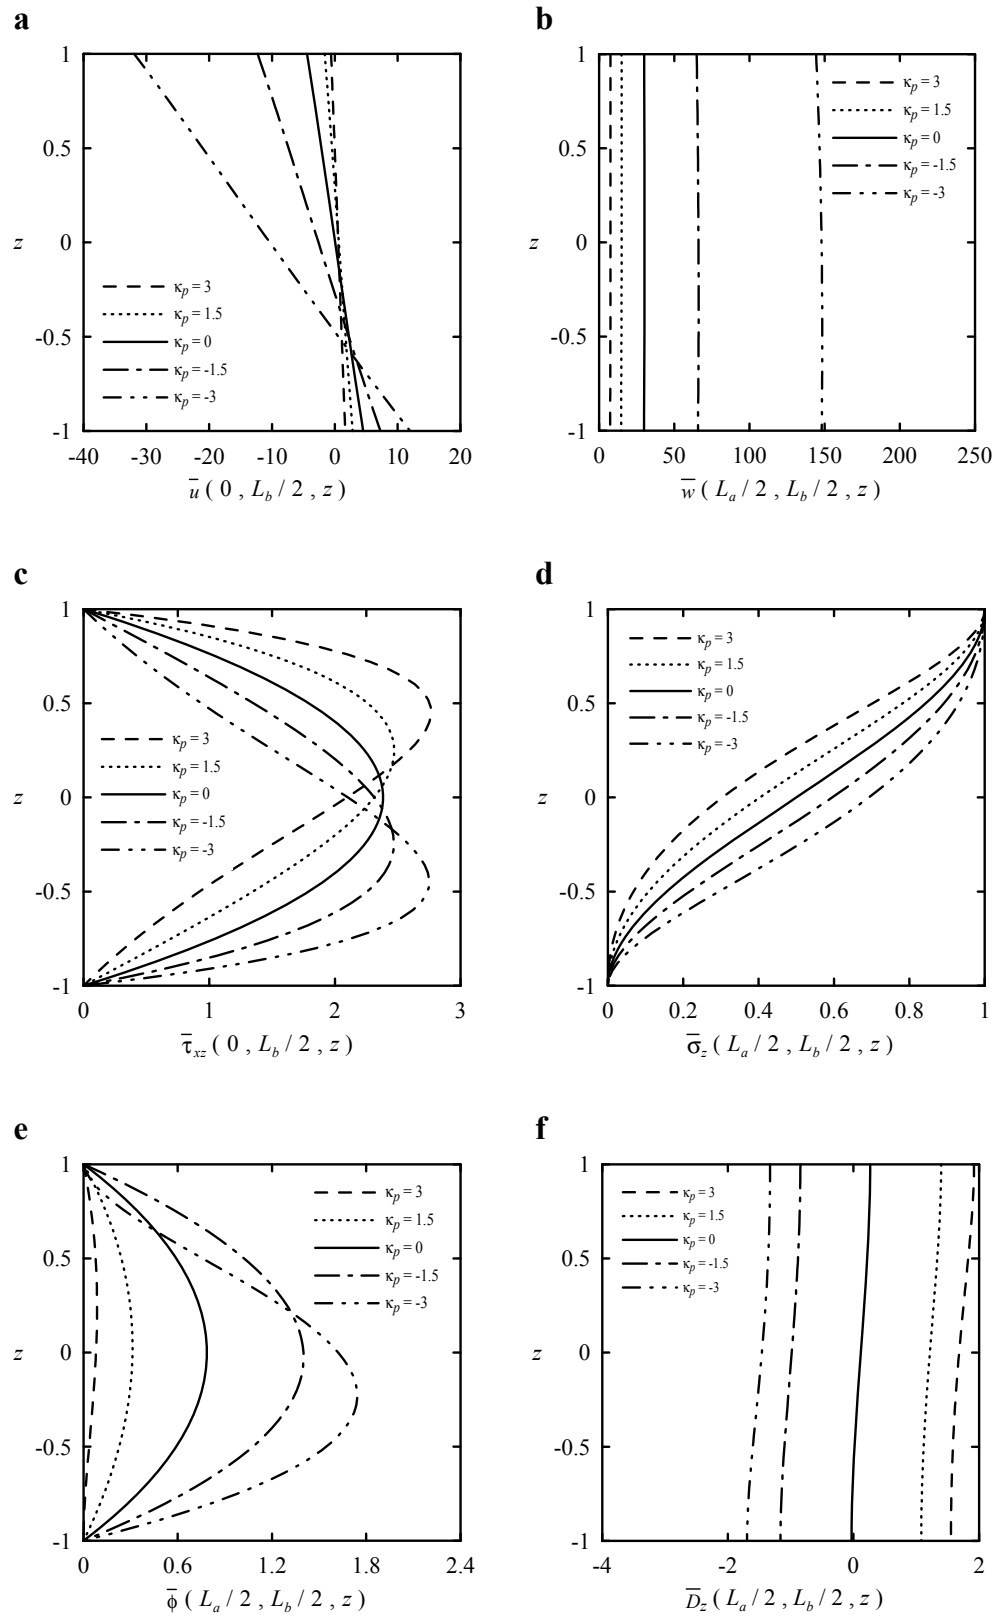 a
1
0.5
z
0
-0.5
-1
κp = 3
κp = 1.5
κp = 0
κp = -1.5
κp = -3
-40 -30 -20 -10 0 10 20
u̅ ( 0 , Lb / 2 , z )
b
1
0.5
z
0
-0.5
-1
κp = 3
κp = 1.5
κp = 0
κp = -1.5
κp = -3
0 50 100 150 200 250
w̅ ( La / 2 , Lb / 2 , z )
c
1
0.5
z
0
-0.5
-1
κp = 3
κp = 1.5
κp = 0
κp = -1.5
κp = -3
0 1 2 3
τ̅xz ( 0 , Lb / 2 , z )
d
1
0.5
z
0
-0.5
-1
κp = 3
κp = 1.5
κp = 0
κp = -1.5
κp = -3
0 0.2 0.4 0.6 0.8 1
σ̅z ( La / 2 , Lb / 2 , z )
e
1
0.5
z
0
-0.5
-1
κp = 3
κp = 1.5
κp = 0
κp = -1.5
κp = -3
0 0.6 1.2 1.8 2.4
ϕ̅ ( La / 2 , Lb / 2 , z )
f
1
0.5
z
0
-0.5
-1
κp = 3
κp = 1.5
κp = 0
κp = -1.5
κp = -3
-4 -2 0 2
D̅z ( La / 2 , Lb / 2 , z )